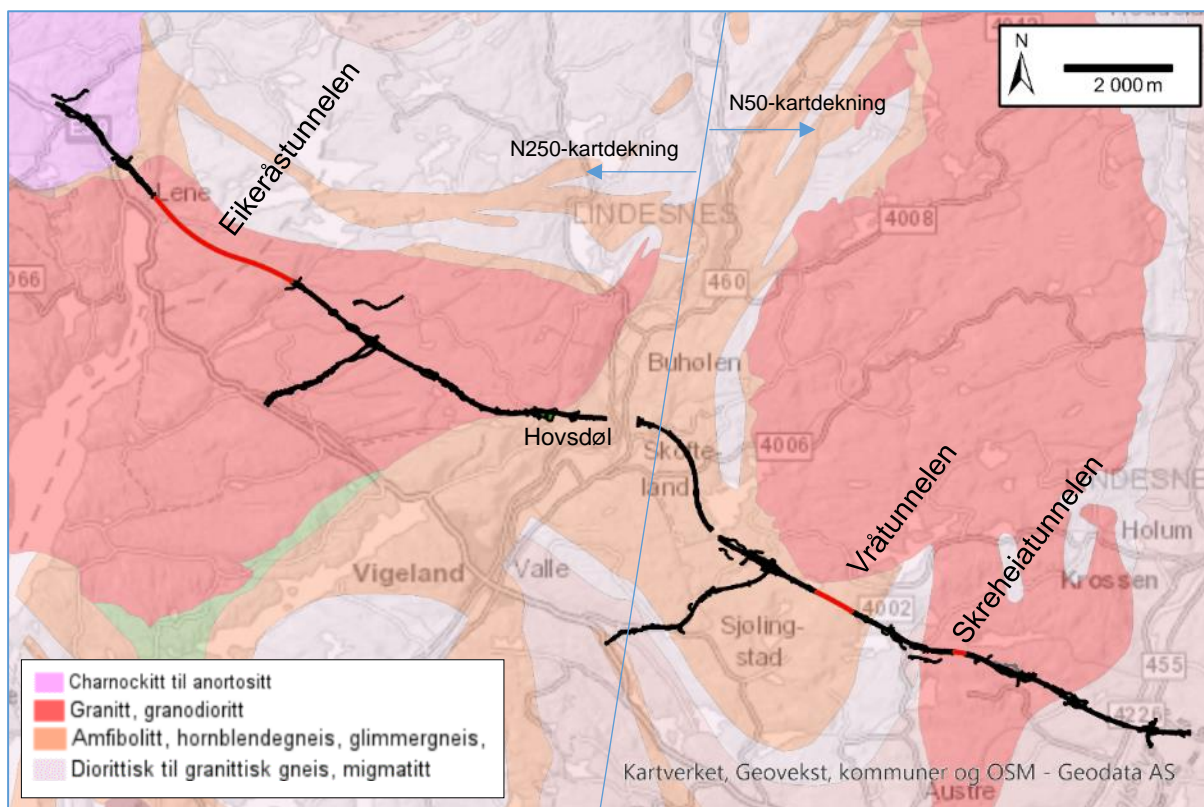 N
2 000 m
N50-kartdekning
N250-kartdekning
Eikeråstunnelen
Lene
LINDESNES
4008
066
460
Buhølen
4006
Hovsdøl
Skofte-
land
Vråtunnelen
Skreheiatunnelen
Holum
Krossen
Vigeland
Valle
4002
Sjøling-
stad
455
4226
Charnockitt til anortositt
Granitt, granodioritt
Amfibolitt, hornblendegneis, glimmergneis,
Diorittisk til granittisk gneis, migmatitt
Kartverket, Geovekst, kommuner og OSM - Geodata AS
Austre